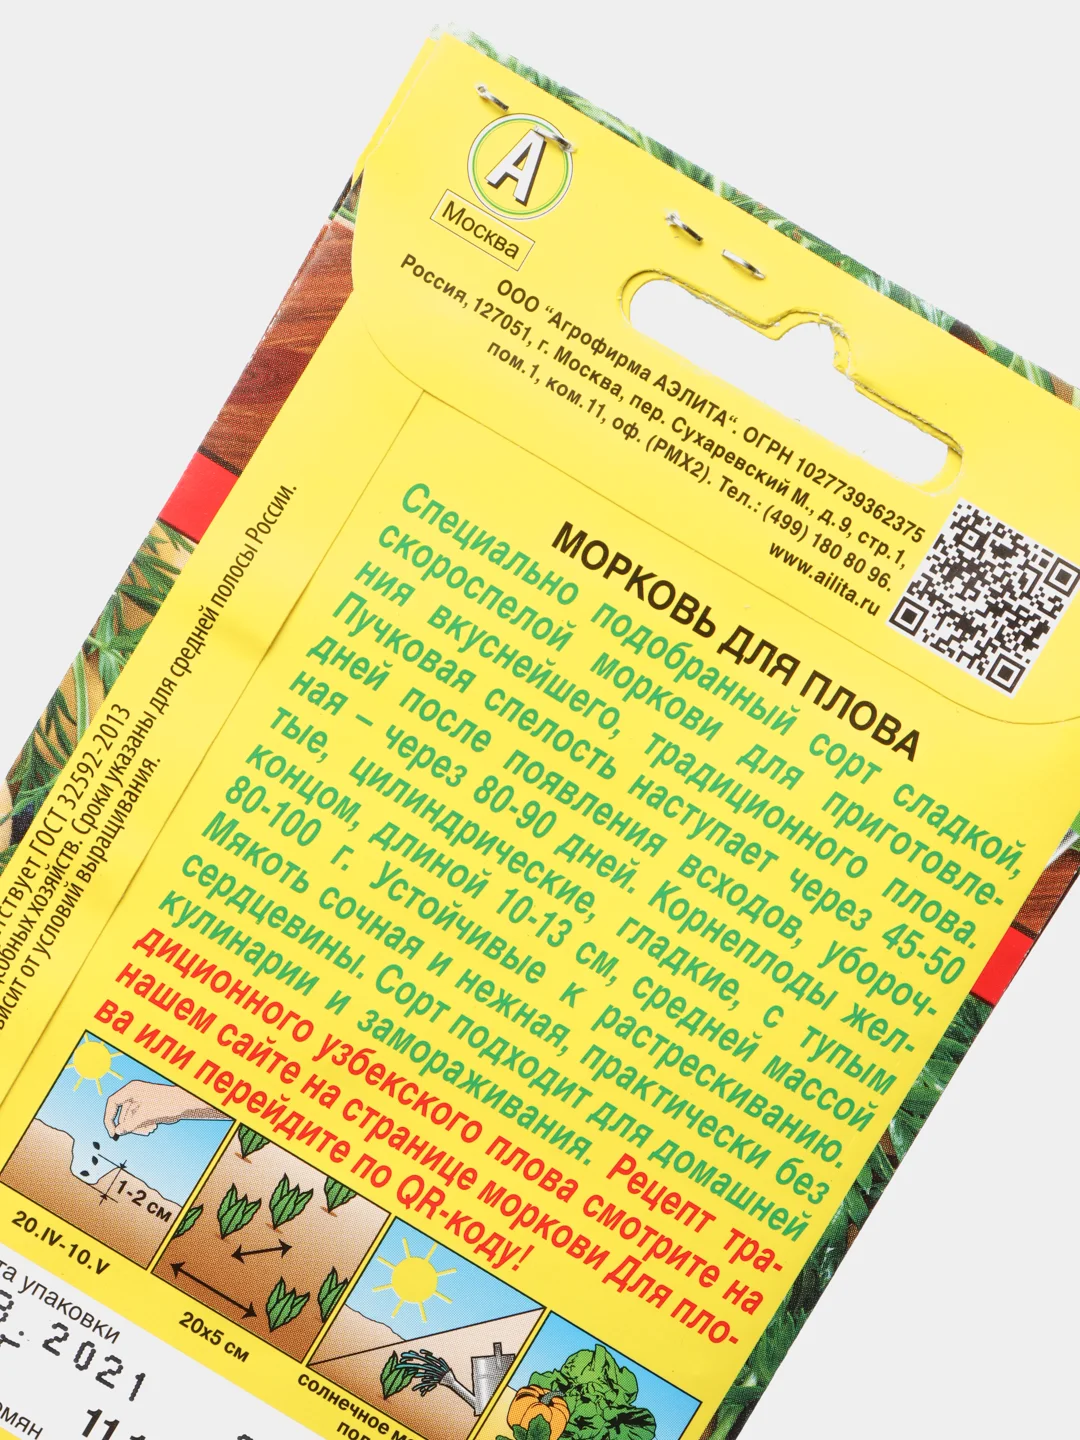 А
Москва
ООО “Агрофирма АЭЛИТА“. ОГРН 1027739362375
Россия, 127051, г. Москва, пер. Сухаревский М., д.9, стр.1,
пом.1, ком.11, оф. (РМХ2). Тел.: (499) 180 80 96.
www.ailita.ru
МОРКОВЬ ДЛЯ ПЛОВА
Специально подобранный сорт сладкой,
скороспелой моркови для приготовле-
ния вкуснейшего, традиционного плова.
Пучковая спелость наступает через 45-50
дней после появления всходов, убороч-
ная – через 80-90 дней. Корнеплоды жел-
тые, цилиндрические, гладкие, с тупым
концом, длиной 10-13 см, средней массой
80-100 г. Устойчивые к растрескиванию.
Мякоть сочная и нежная, практически без
сердцевины. Сорт подходит для домашней
кулинарии и замораживания. Рецепт тра-
диционного узбекского плова смотрите на
нашем сайте на странице моркови Для пло-
ва или перейдите по QR-коду!
ГОСТ 32592-2013
хозяйств. Сроки указаны для средней полосы России.
от условий выращивания.
1-2 см
20.IV-10.V
20х5 см
солнечное
упаковки
2021
11